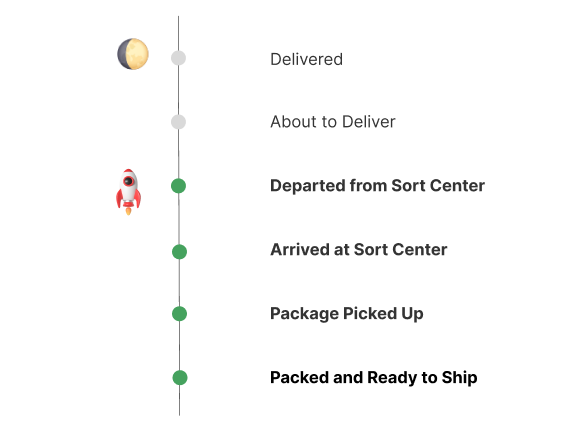 Delivered
About to Deliver
Departed from Sort Center
Arrived at Sort Center
Package Picked Up
Packed and Ready to Ship